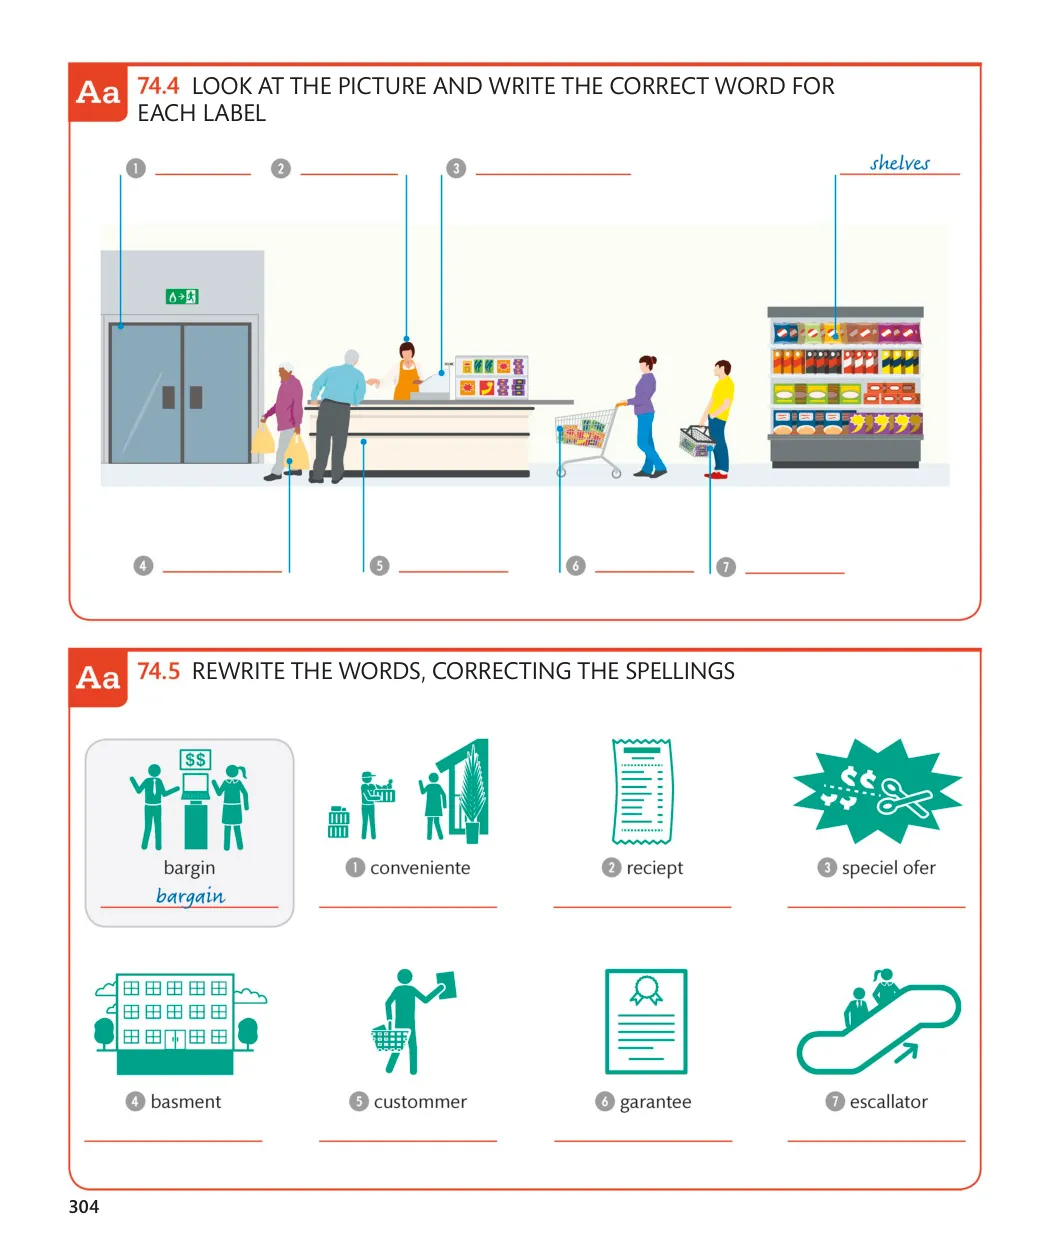 Aa 74.4 LOOK AT THE PICTURE AND WRITE THE CORRECT WORD FOR
EACH LABEL
1 2 3 shelves
4 5 6 7
Aa 74.5 REWRITE THE WORDS, CORRECTING THE SPELLINGS
$$
bargin 1 conveniente 2 reciept 3 speciel ofer
bargain
4 basment 5 custommer 6 garantee 7 escallator
304